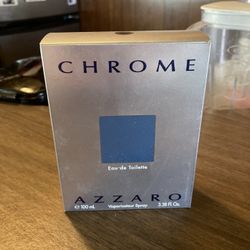 CHROME
Eau de Toilette
AZZARO
℮ 100 mL Vaporisateur Spray 3.38 Fl. Oz.